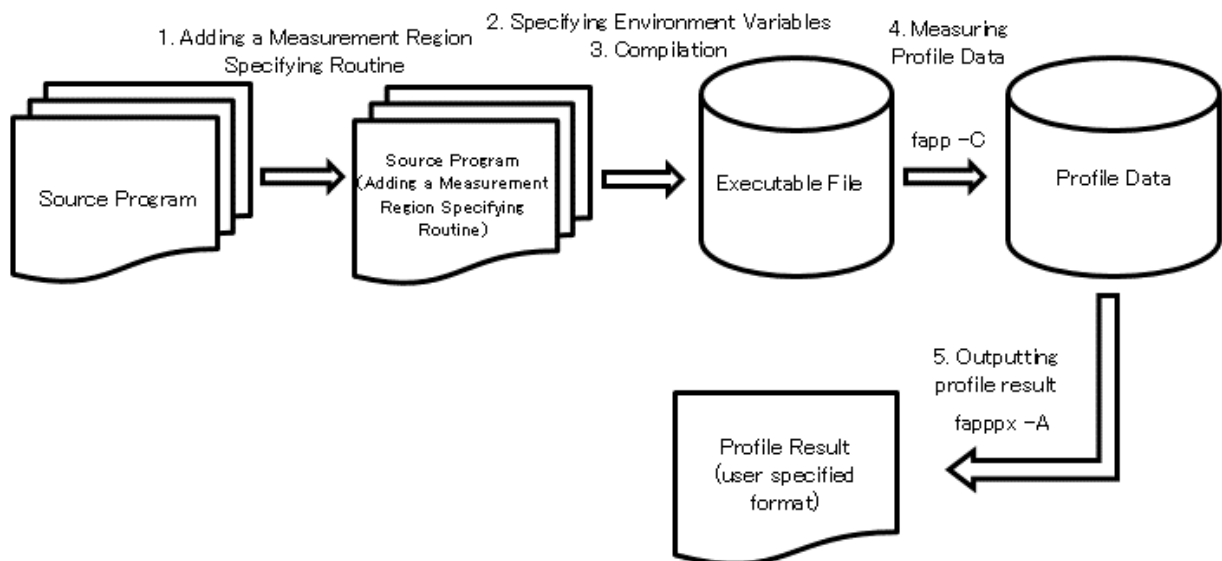 1. Adding a Measurement Region
Specifying Routine
2. Specifying Environment Variables
3. Compilation
4. Measuring
Profile Data
Source Program
Source Program
(Adding a Measurement
Region Specifying
Routine)
Executable File
fapp -C
Profile Data
5. Outputting
profile result
fapppx -A
Profile Result
(user specified
format)